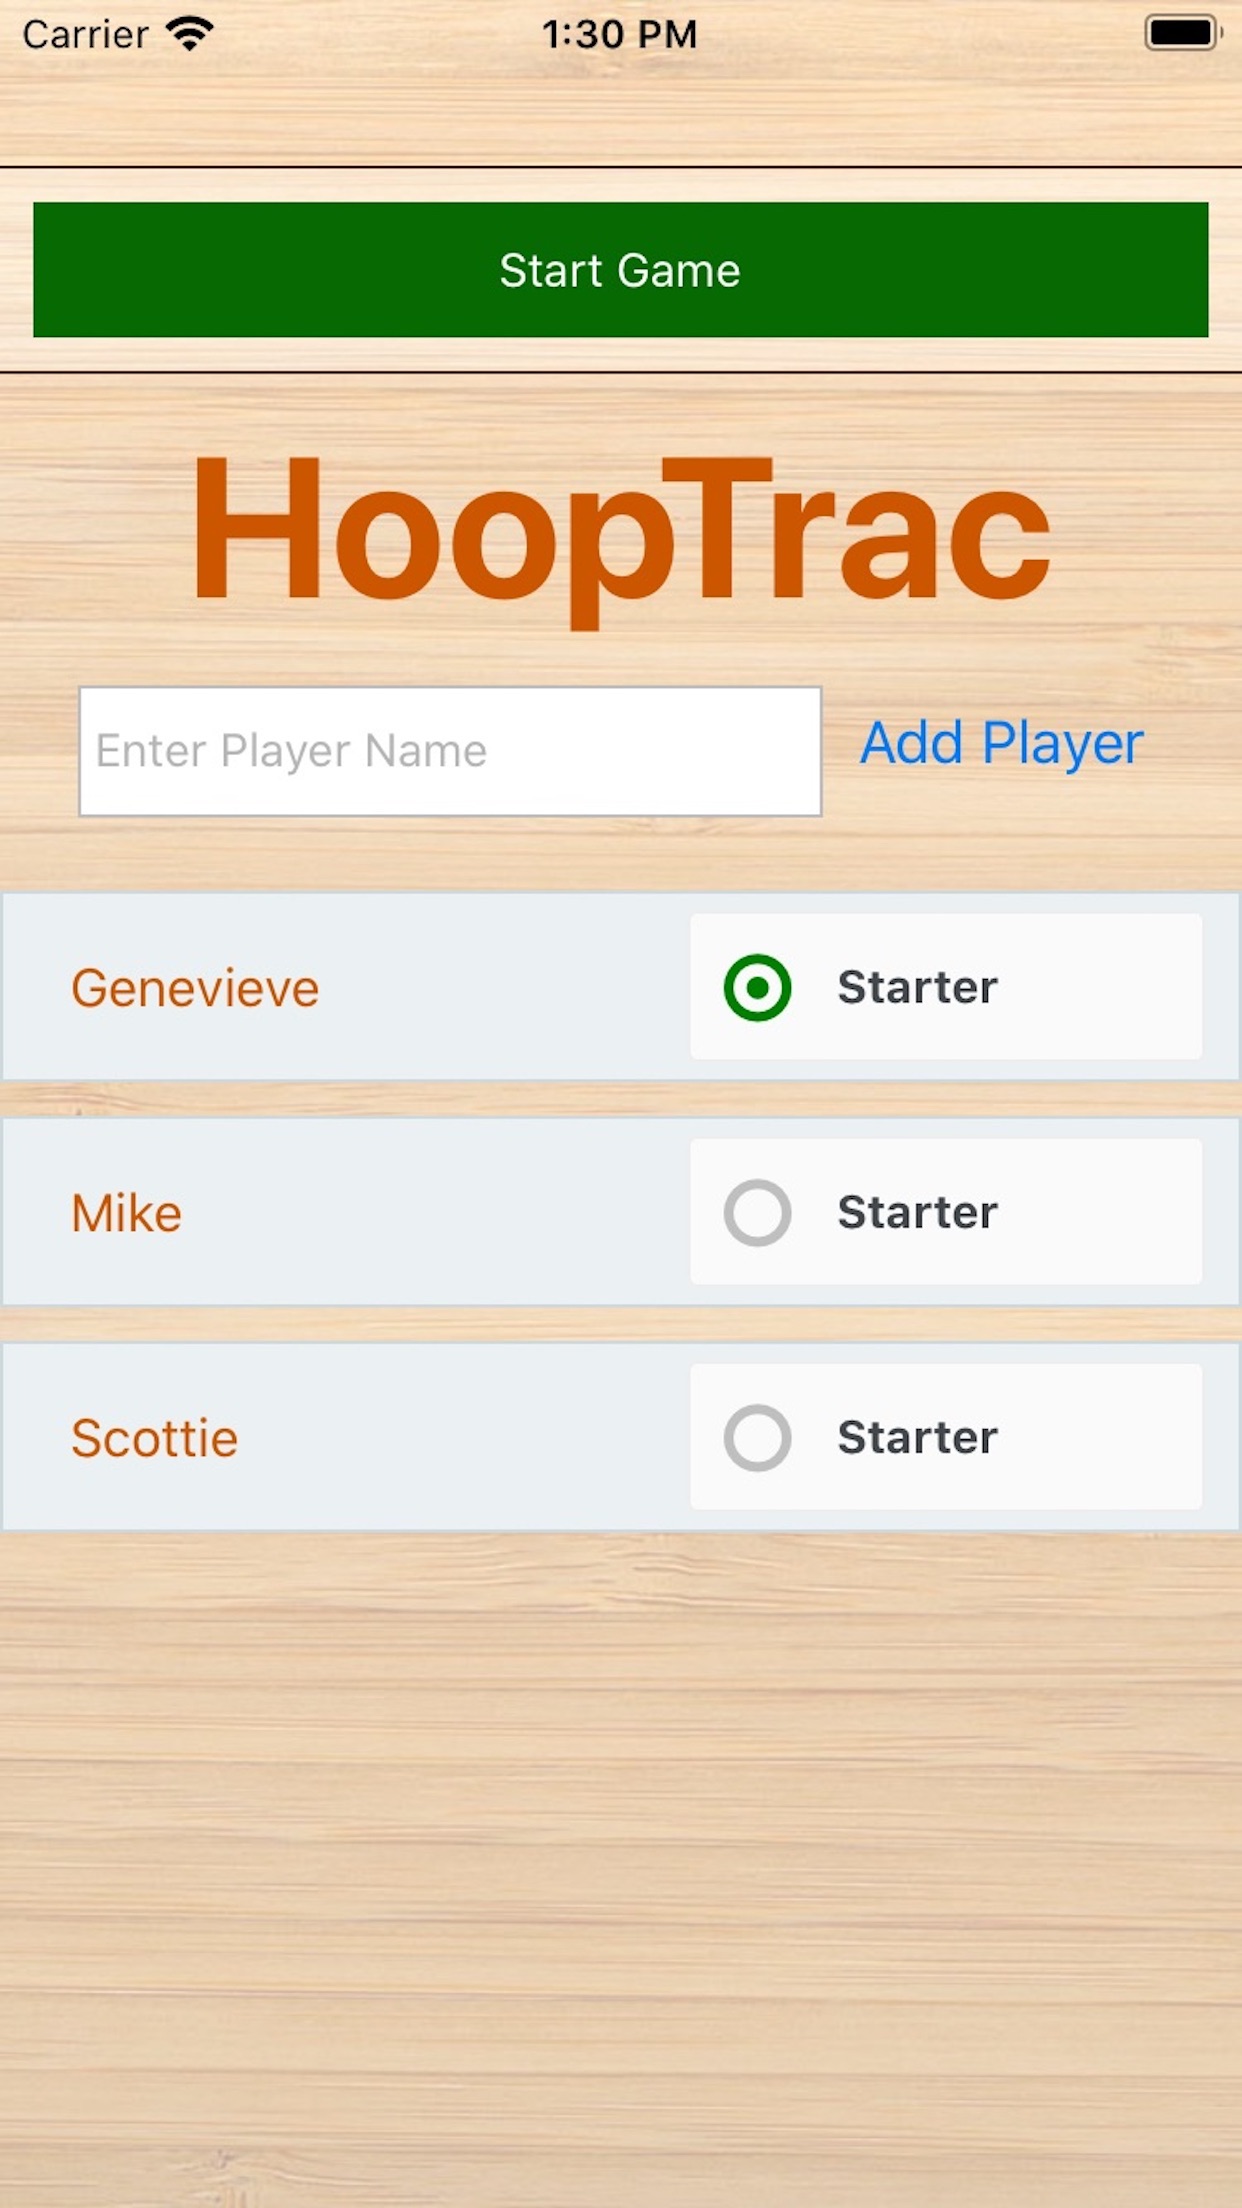 Carrier 1:30 PM
Start Game
HoopTrac
Enter Player Name Add Player
Genevieve Starter
Mike Starter
Scottie Starter